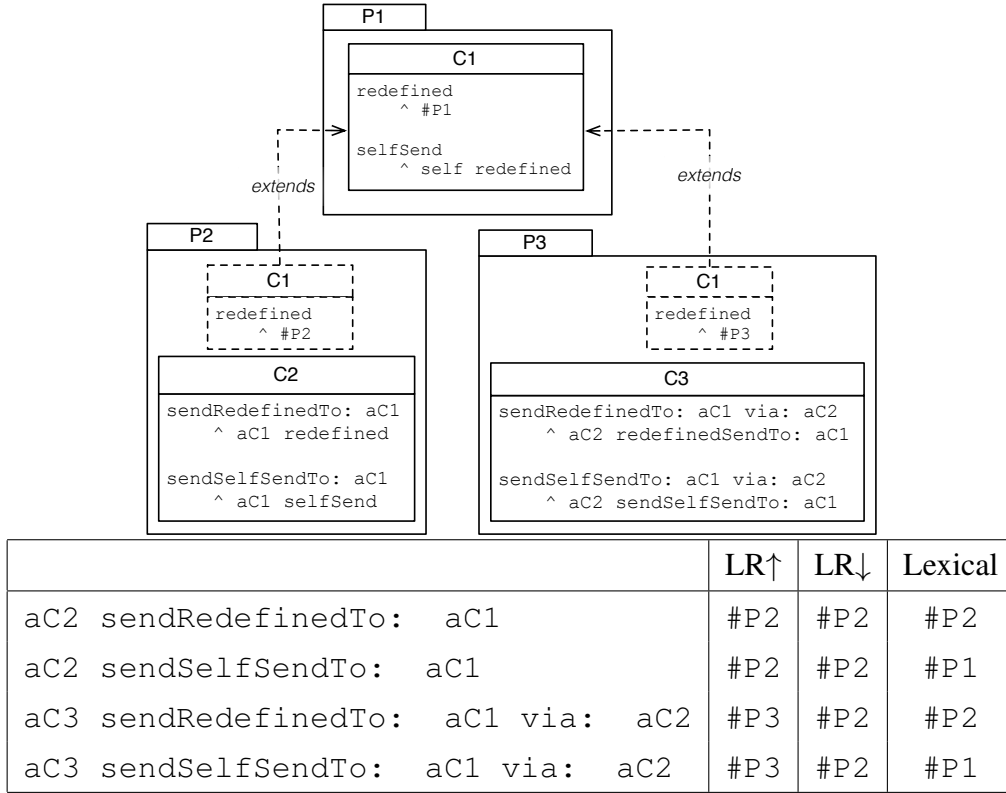 P1
C1
redefined
^ #P1
selfSend
^ self redefined
extends
extends
P2
C1
redefined
^ #P2
C2
sendRedefinedTo: aC1
^ aC1 redefined
sendSelfSendTo: aC1
^ aC1 selfSend
P3
C1
redefined
^ #P3
C3
sendRedefinedTo: aC1 via: aC2
^ aC2 redefinedSendTo: aC1
sendSelfSendTo: aC1 via: aC2
^ aC2 sendSelfSendTo: aC1
LR↑ LR↓ Lexical
aC2 sendRedefinedTo: aC1 #P2 #P2 #P2
aC2 sendSelfSendTo: aC1 #P2 #P2 #P1
aC3 sendRedefinedTo: aC1 via: aC2 #P3 #P2 #P2
aC3 sendSelfSendTo: aC1 via: aC2 #P3 #P2 #P1